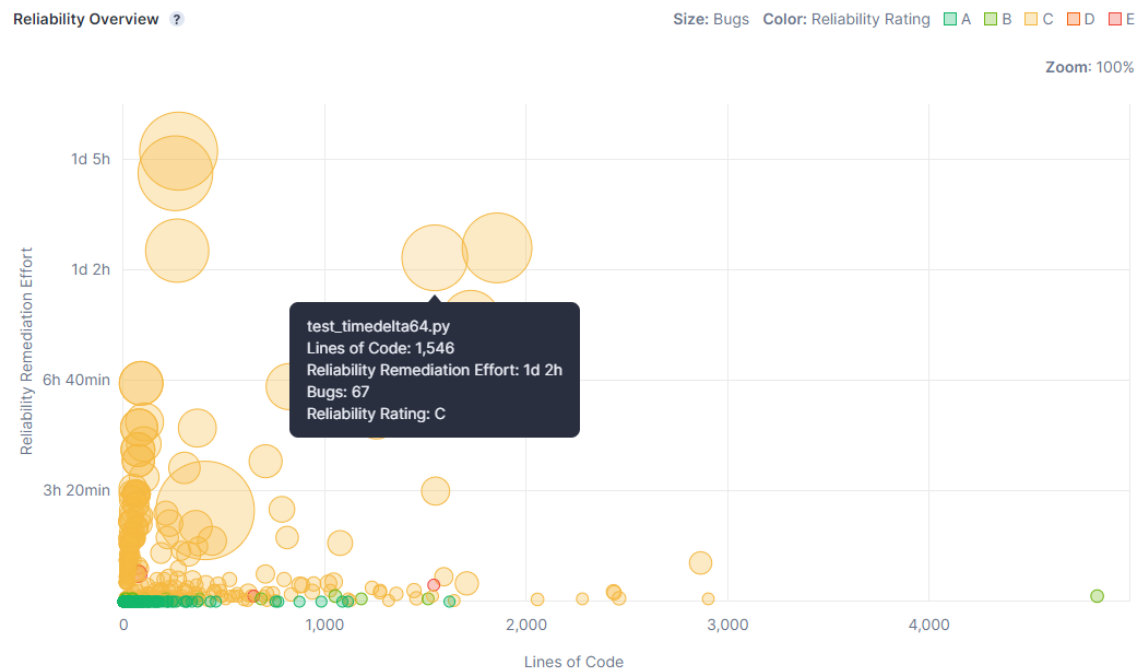 Reliability Overview ?
Size: Bugs Color: Reliability Rating A B C D E
Zoom: 100%
Reliability Remediation Effort
1d 5h
1d 2h
6h 40min
3h 20min
test_timedelta64.py
Lines of Code: 1,546
Reliability Remediation Effort: 1d 2h
Bugs: 67
Reliability Rating: C
0 1,000 2,000 3,000 4,000
Lines of Code